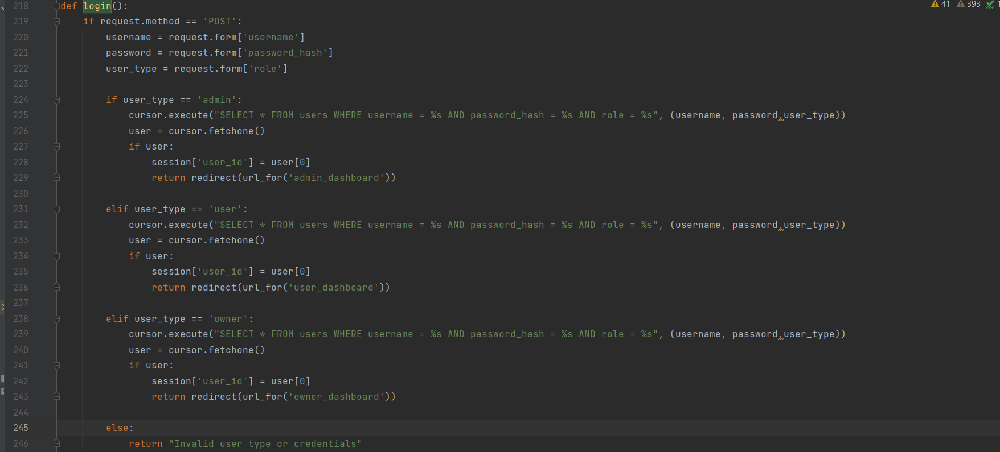 218 def login():
41 393 1
219 if request.method == 'POST':
220 username = request.form['username']
221 password = request.form['password_hash']
222 user_type = request.form['role']
223
224 if user_type == 'admin':
225 cursor.execute("SELECT * FROM users WHERE username = %s AND password_hash = %s AND role = %s", (username, password,user_type))
226 user = cursor.fetchone()
227 if user:
228 session['user_id'] = user[0]
229 return redirect(url_for('admin_dashboard'))
230
231 elif user_type == 'user':
232 cursor.execute("SELECT * FROM users WHERE username = %s AND password_hash = %s AND role = %s", (username, password,user_type))
233 user = cursor.fetchone()
234 if user:
235 session['user_id'] = user[0]
236 return redirect(url_for('user_dashboard'))
237
238 elif user_type == 'owner':
239 cursor.execute("SELECT * FROM users WHERE username = %s AND password_hash = %s AND role = %s", (username, password,user_type))
240 user = cursor.fetchone()
241 if user:
242 session['user_id'] = user[0]
243 return redirect(url_for('owner_dashboard'))
244
245 else:
246 return "Invalid user type or credentials"